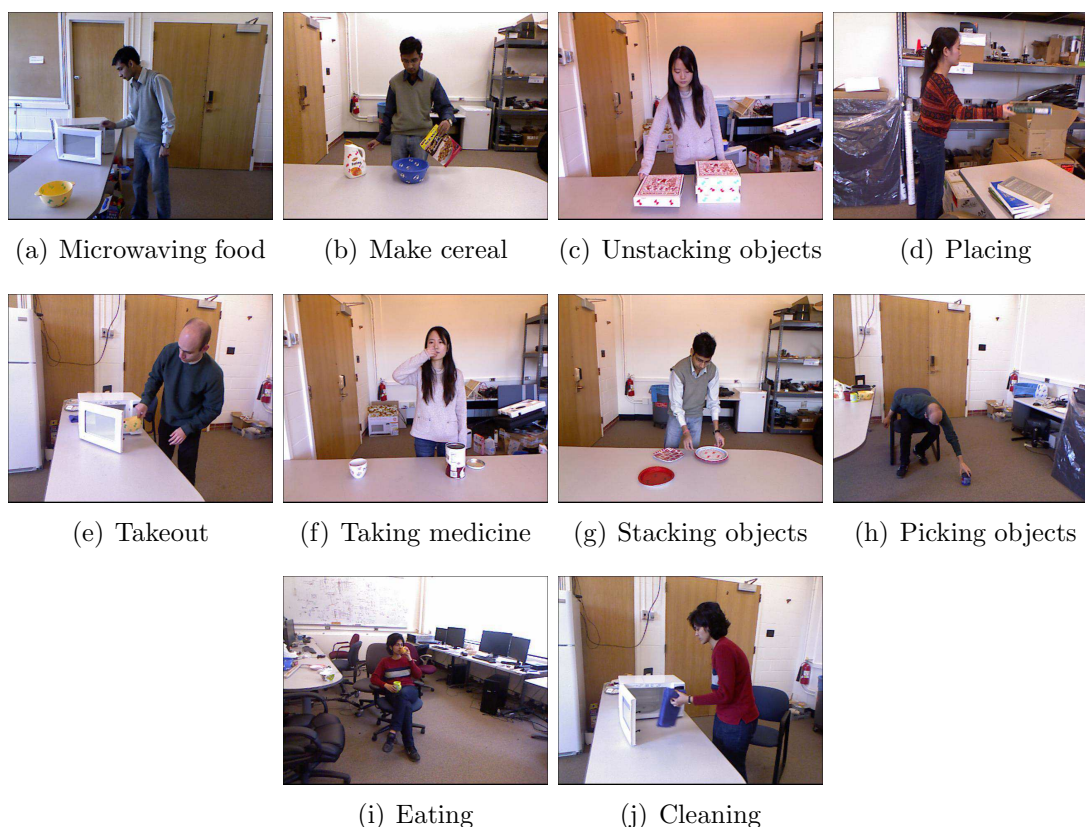 (a) Microwaving food
(b) Make cereal
(c) Unstacking objects
(d) Placing
(e) Takeout
(f) Taking medicine
(g) Stacking objects
(h) Picking objects
(i) Eating
(j) Cleaning